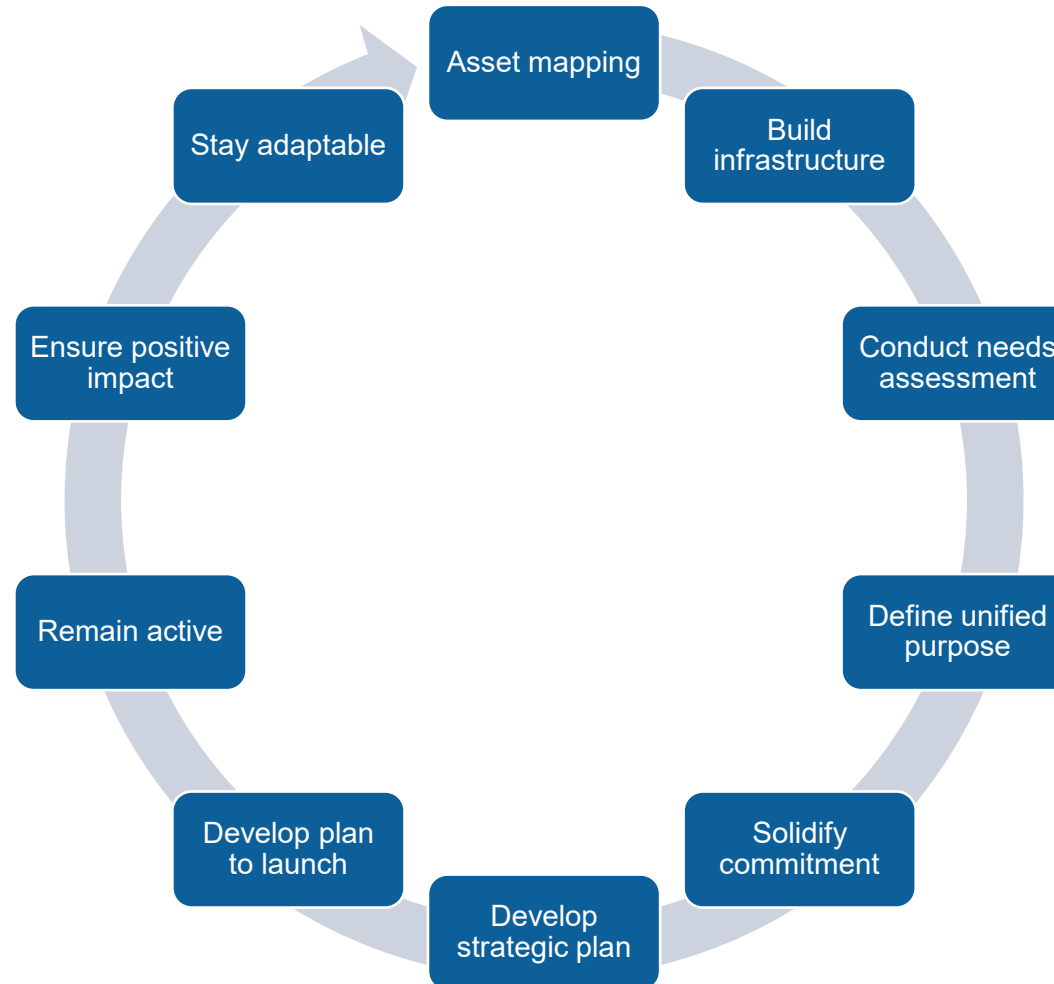 Asset mapping
Build
infrastructure
Conduct needs
assessment
Define unified
purpose
Solidify
commitment
Develop
strategic plan
Develop plan
to launch
Remain active
Ensure positive
impact
Stay adaptable